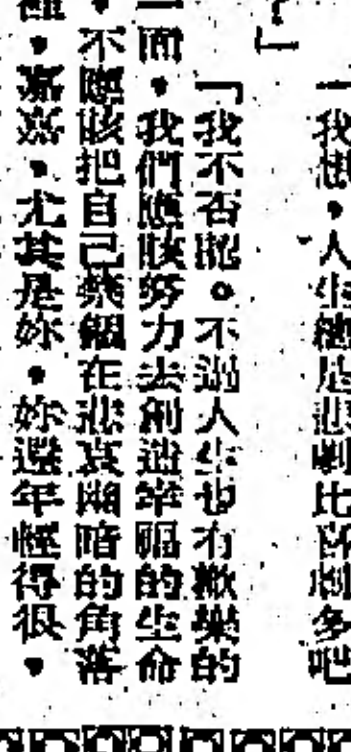 ？」
「我想，人生總是悲劇比喜劇多吧
「我不否認。不過人生也有歡樂的
一面，我們應該努力去創造幸福的生命
，不應該把自己禁錮在悲哀幽暗的角落
，嘉嘉，尤其是妳，妳還年輕得很，